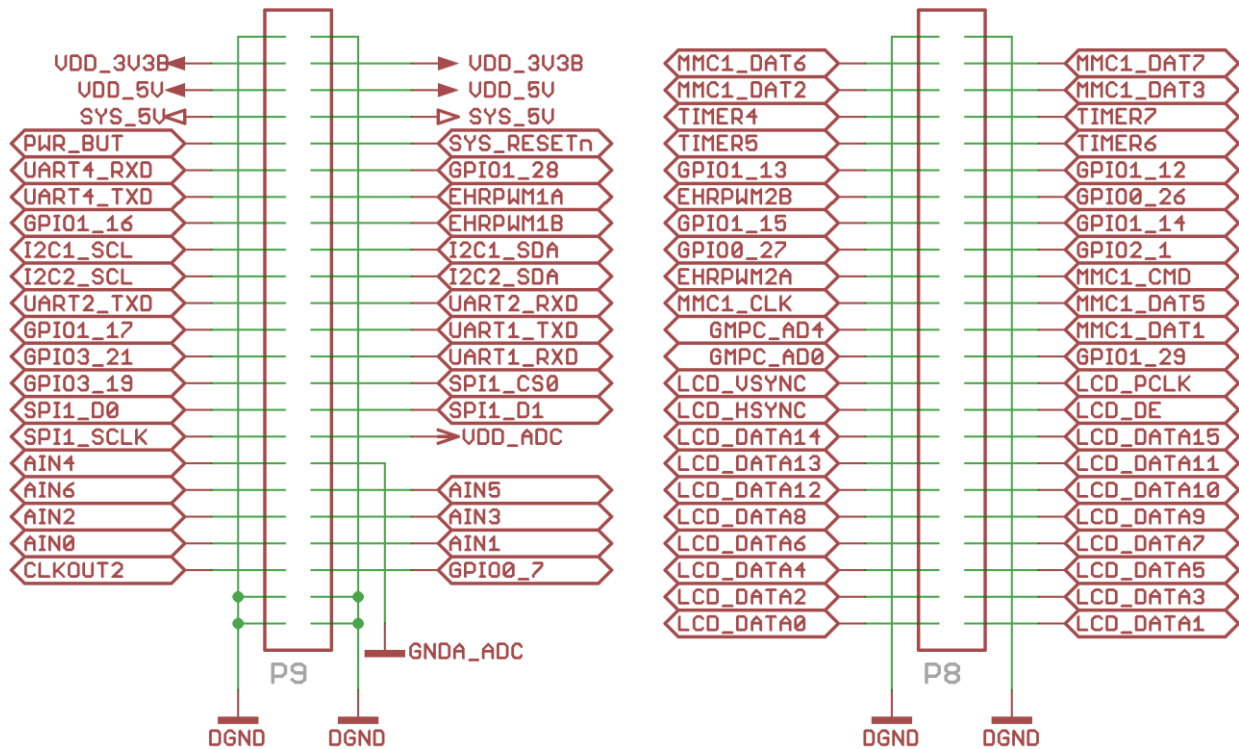 VDD_3V3B VDD_3V3B
VDD_5V VDD_5V
SYS_5V SYS_5V
PWR_BUT SYS_RESETn
UART4_RXD GPIO1_28
UART4_TXD EHRPWM1A
GPIO1_16 EHRPWM1B
I2C1_SCL I2C1_SDA
I2C2_SCL I2C2_SDA
UART2_TXD UART2_RXD
GPIO1_17 UART1_TXD
GPIO3_21 UART1_RXD
GPIO3_19 SPI1_CS0
SPI1_D0 SPI1_D1
SPI1_SCLK VDD_ADC
AIN4
AIN6 AIN5
AIN2 AIN3
AIN0 AIN1
CLKOUT2 GPIO0_7
GNDA_ADC
P9
DGND DGND
MMC1_DAT6 MMC1_DAT7
MMC1_DAT2 MMC1_DAT3
TIMER4 TIMER7
TIMER5 TIMER6
GPIO1_13 GPIO1_12
EHRPWM2B GPIO0_26
GPIO1_15 GPIO1_14
GPIO0_27 GPIO2_1
EHRPWM2A MMC1_CMD
MMC1_CLK MMC1_DAT5
GMPC_AD4 MMC1_DAT1
GMPC_AD0 GPIO1_29
LCD_VSYNC LCD_PCLK
LCD_HSYNC LCD_DE
LCD_DATA14 LCD_DATA15
LCD_DATA13 LCD_DATA11
LCD_DATA12 LCD_DATA10
LCD_DATA8 LCD_DATA9
LCD_DATA6 LCD_DATA7
LCD_DATA4 LCD_DATA5
LCD_DATA2 LCD_DATA3
LCD_DATA0 LCD_DATA1
P8
DGND DGND